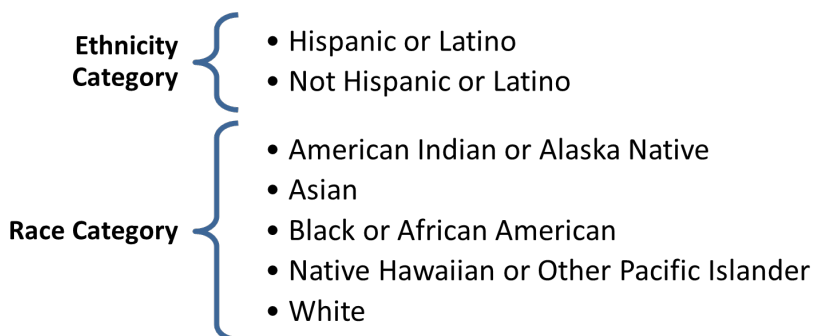 Ethnicity
Category
• Hispanic or Latino
• Not Hispanic or Latino
Race Category
• American Indian or Alaska Native
• Asian
• Black or African American
• Native Hawaiian or Other Pacific Islander
• White